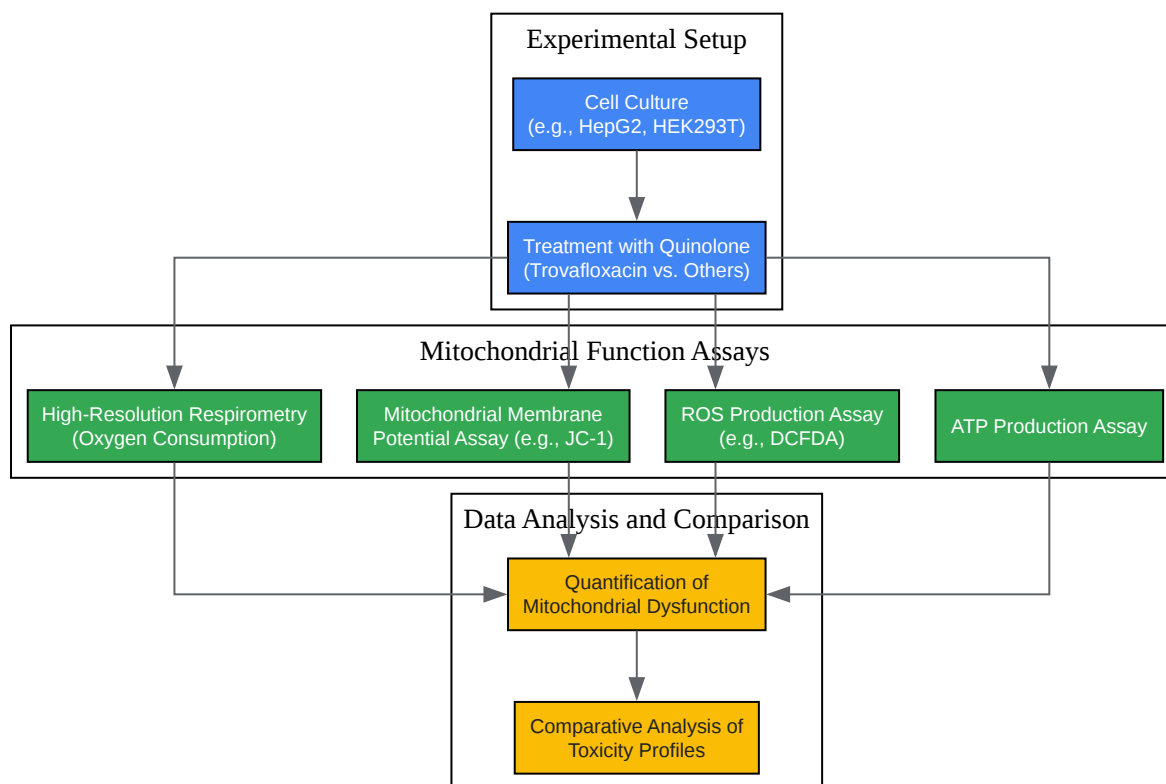 Experimental Setup
Cell Culture
(e.g., HepG2, HEK293T)
Treatment with Quinolone
(Trovafloxacin vs. Others)
Mitochondrial Function Assays
High-Resolution Respirometry
(Oxygen Consumption)
Mitochondrial Membrane
Potential Assay (e.g., JC-1)
ROS Production Assay
(e.g., DCFDA)
ATP Production Assay
Data Analysis and Comparison
Quantification of
Mitochondrial Dysfunction
Comparative Analysis of
Toxicity Profiles